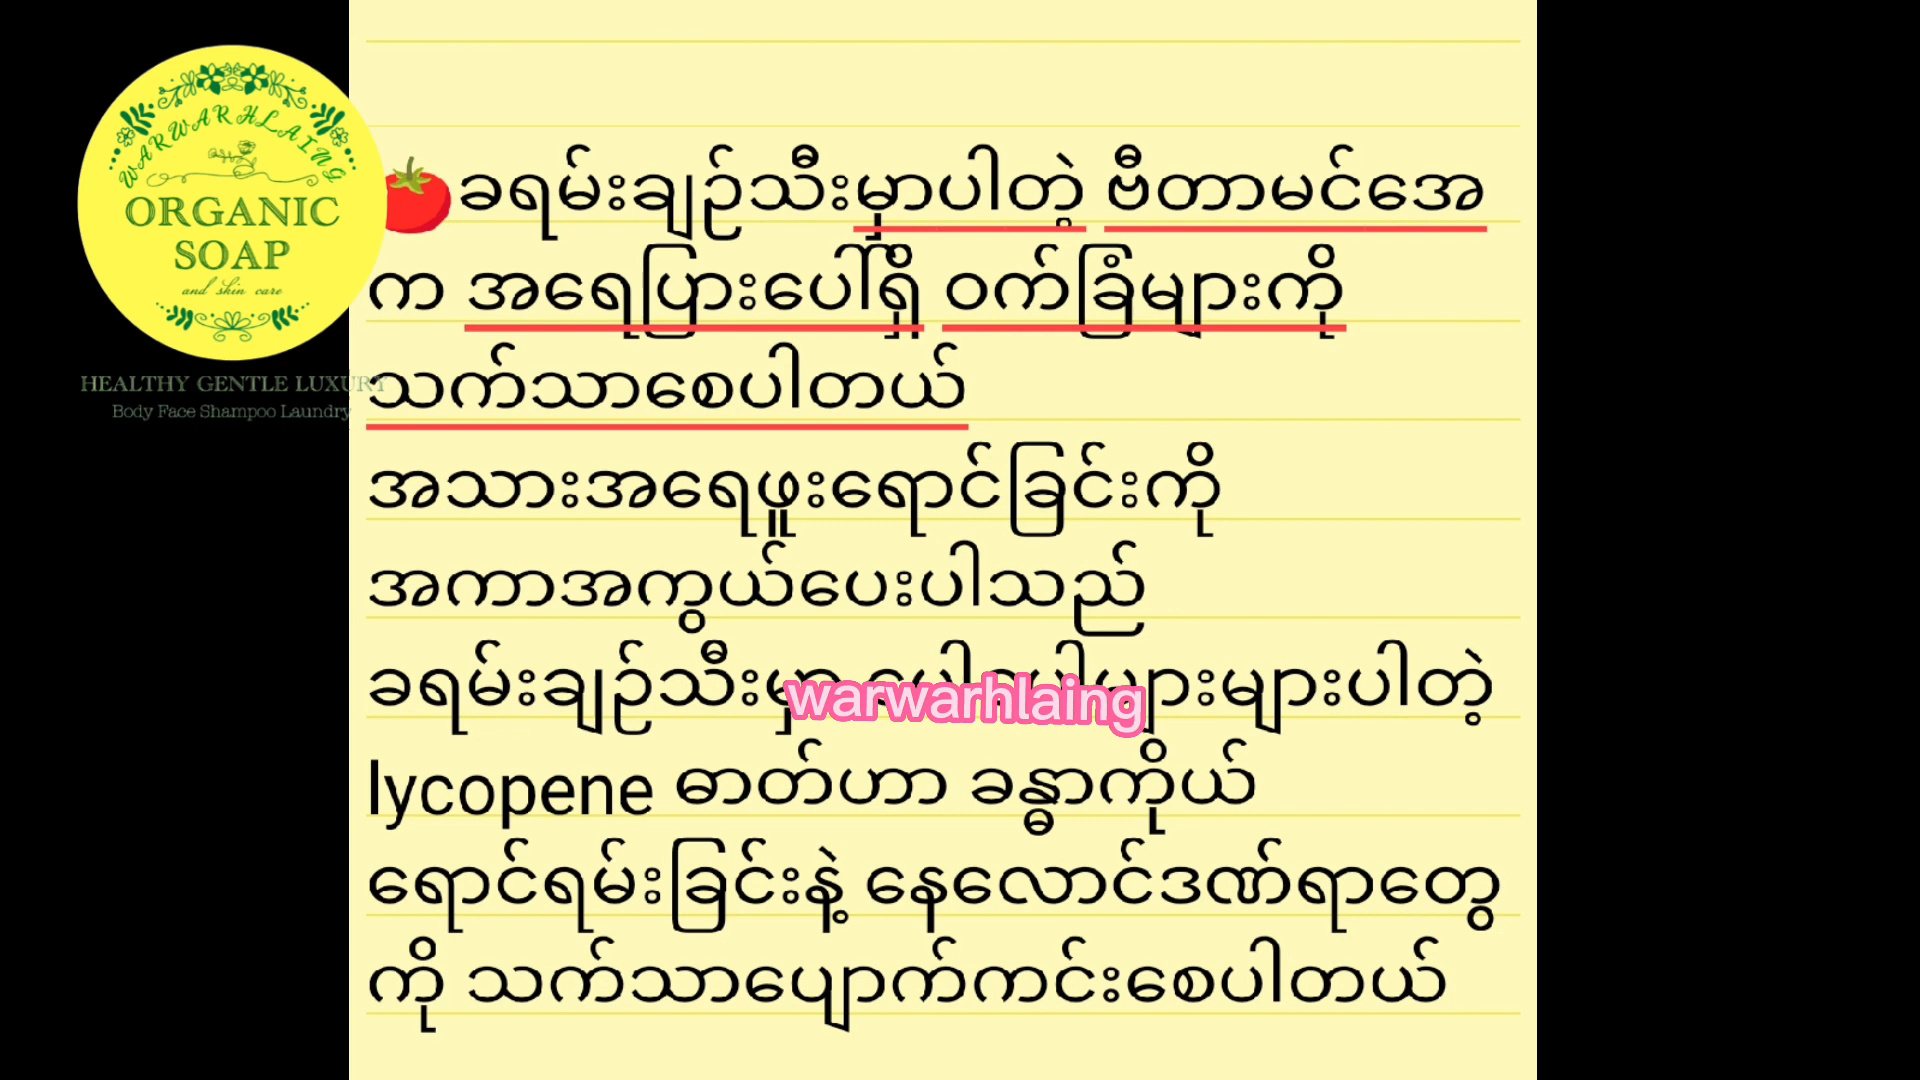 WARWARHLAING
ORGANIC
SOAP
and skin care
HEALTHY GENTLE LUXURY
Body Face Shampoo Laundry
ခရမ်းချဉ်သီးမှာပါတဲ့ ဗီတာမင်အေ
က အရေပြားပေါ်ရှိ ဝက်ခြံများကို
သက်သာစေပါတယ်
အသားအရေဖူးရောင်ခြင်းကို
အကာအကွယ်ပေးပါသည်
ခရမ်းချဉ်သီးမှာ များများပါတဲ့
warwarhlaing
lycopene ဓာတ်ဟာ ခန္ဓာကိုယ်
ရောင်ရမ်းခြင်းနဲ့ နေလောင်ဒဏ်ရာတွေ
ကို သက်သာပျောက်ကင်းစေပါတယ်